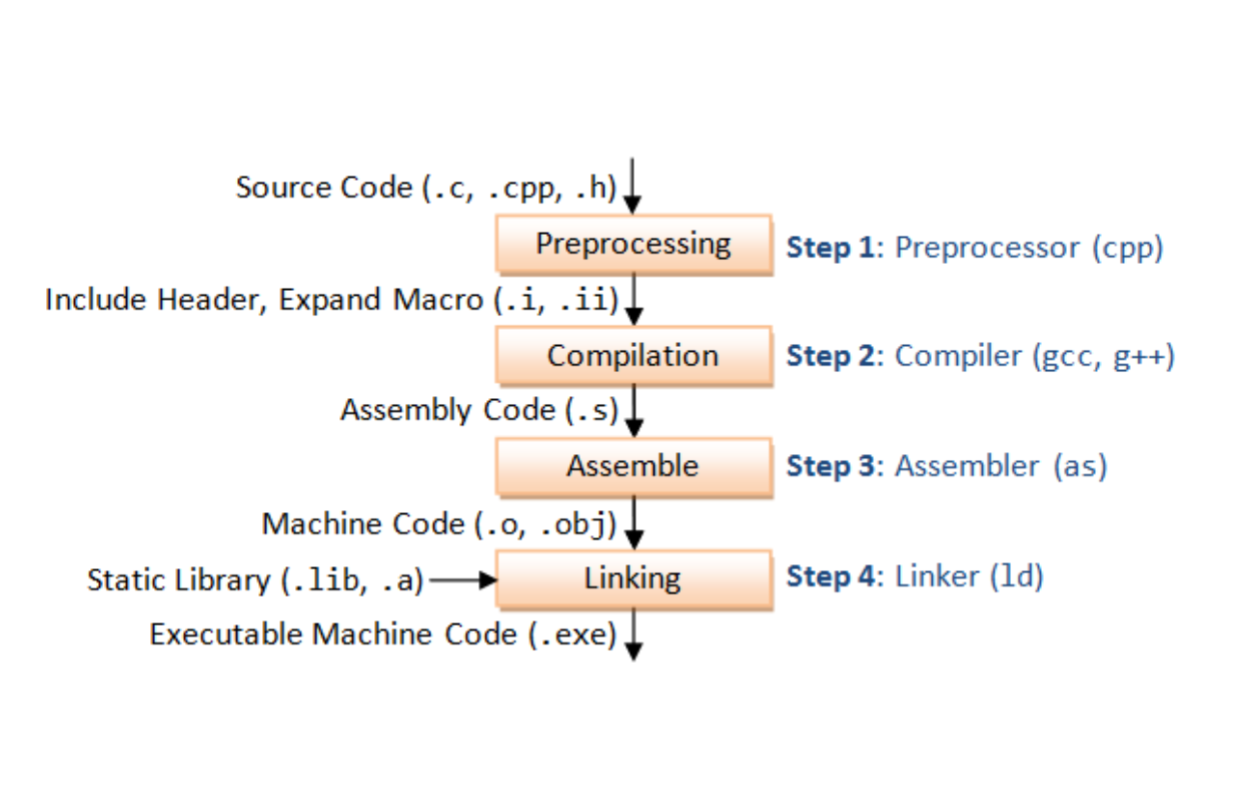 Source Code (.c, .cpp, .h)
Preprocessing
Step 1: Preprocessor (cpp)
Include Header, Expand Macro (.i, .ii)
Compilation
Step 2: Compiler (gcc, g++)
Assembly Code (.s)
Assemble
Step 3: Assembler (as)
Machine Code (.o, .obj)
Static Library (.lib, .a)
Linking
Step 4: Linker (ld)
Executable Machine Code (.exe)